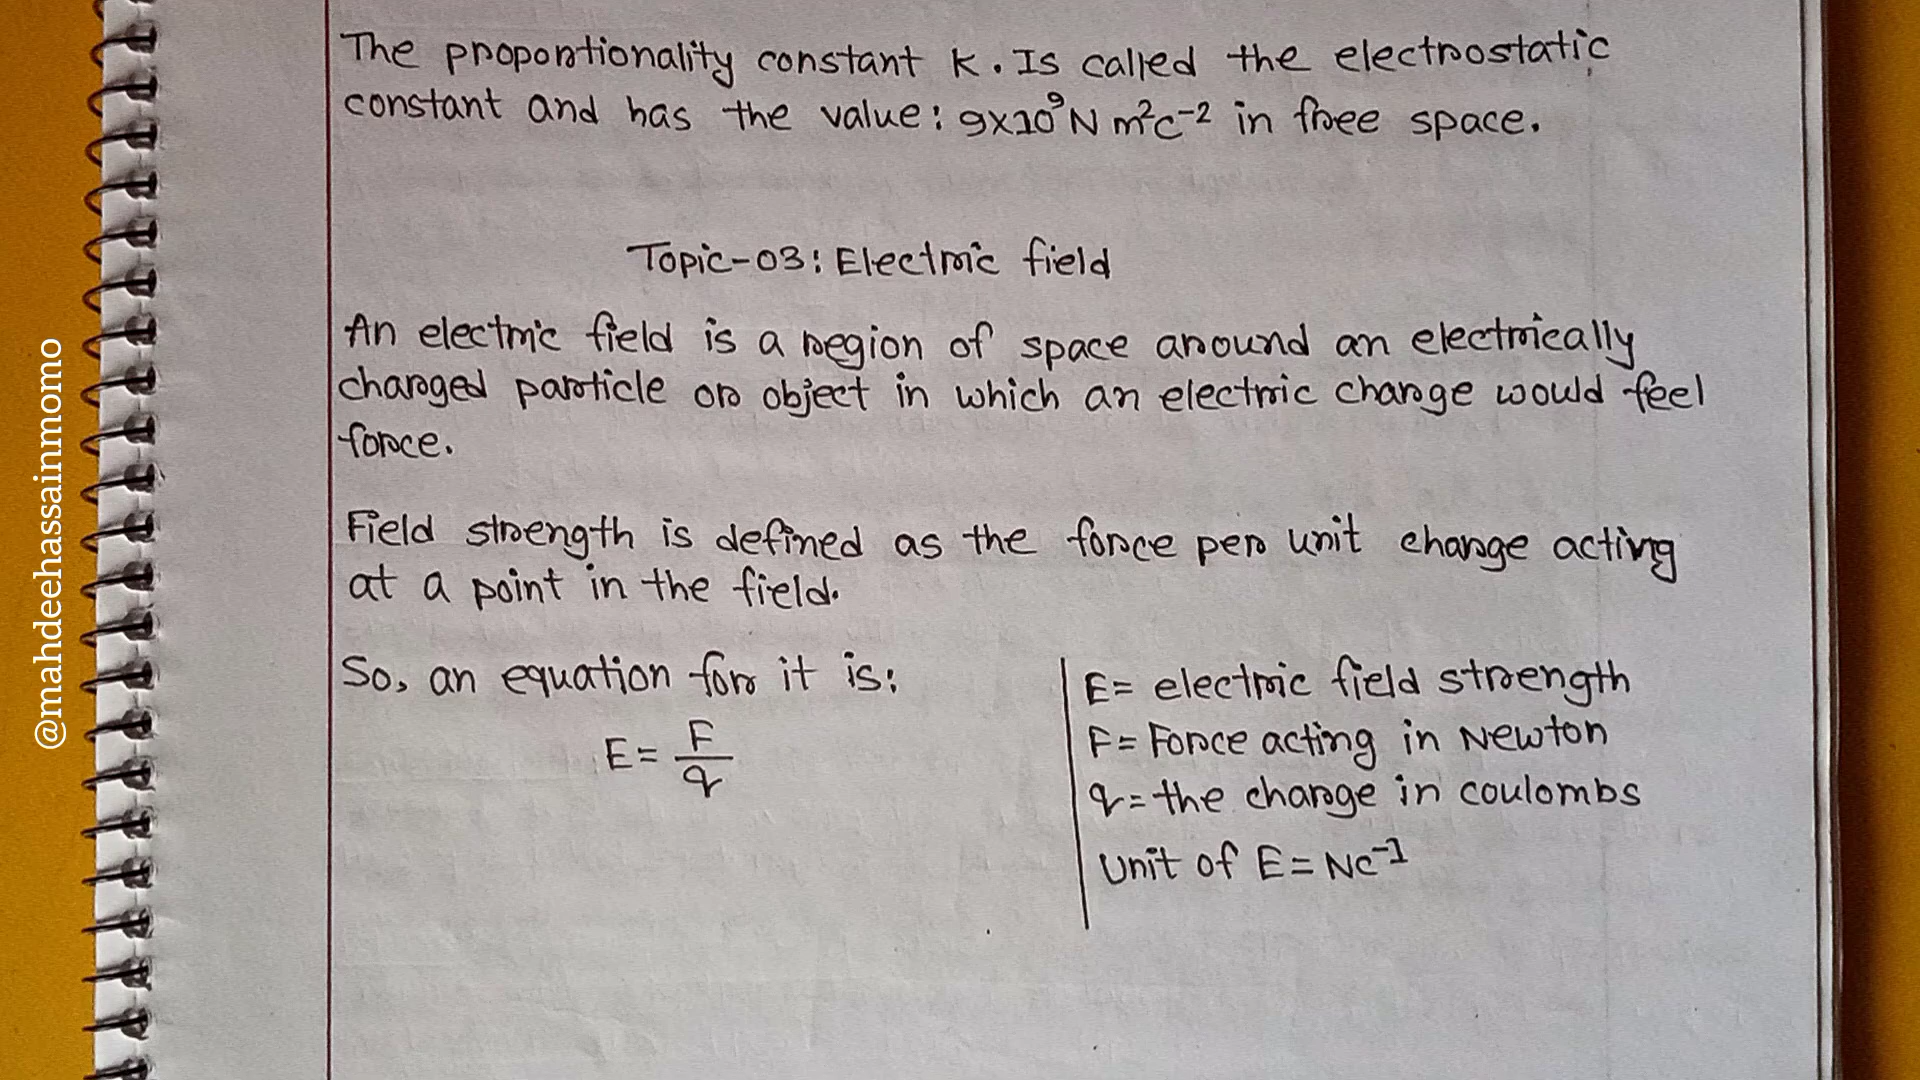 The proportionality constant K. Is called the electrostatic
constant and has the value: 9x10⁹ N m²c⁻² in free space.
Topic-03: Electric field
An electric field is a region of space around an electrically
charged particle or object in which an electric charge would feel
force.
Field strength is defined as the force per unit charge acting
at a point in the field.
So, an equation for it is:
E = F/q
E= electric field strength
F= Force acting in Newton
q= the charge in coulombs
Unit of E = Nc⁻¹
@mahdeehassainmomo